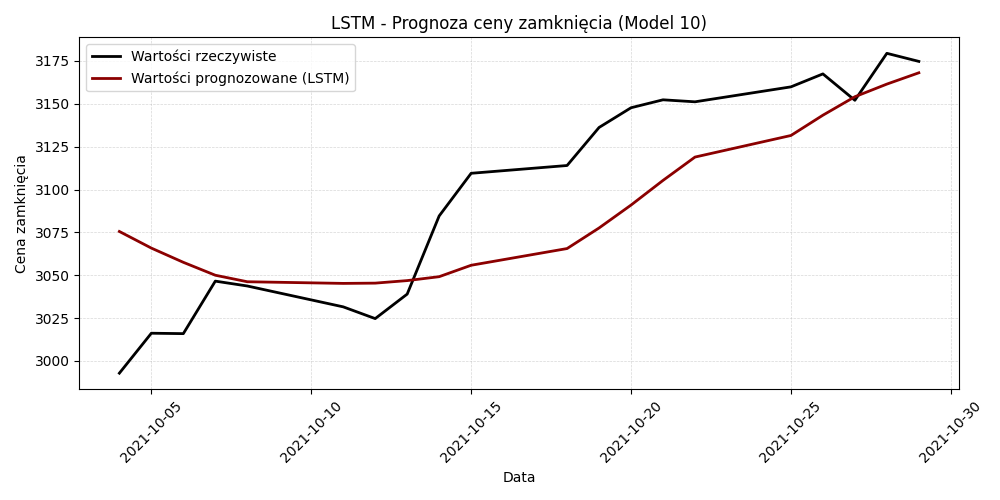 LSTM - Prognoza ceny zamknięcia (Model 10)
Wartości rzeczywiste
Wartości prognozowane (LSTM)
Cena zamknięcia
3175
3150
3125
3100
3075
3050
3025
3000
2021-10-05
2021-10-10
2021-10-15
2021-10-20
2021-10-25
2021-10-30
Data